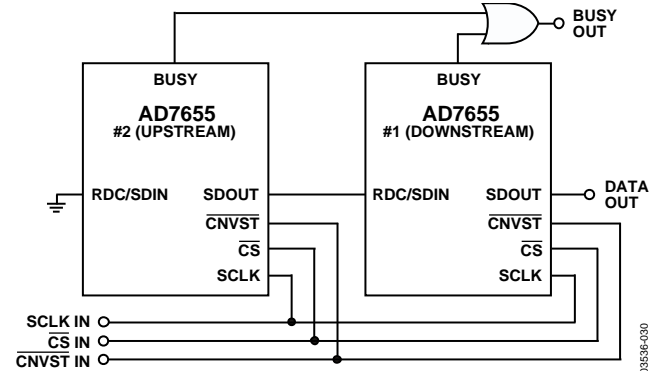 BUSY
OUT
BUSY
BUSY
AD7655
#2 (UPSTREAM)
AD7655
#1 (DOWNSTREAM)
RDC/SDIN
SDOUT
RDC/SDIN
SDOUT
DATA
OUT
CNVST
CNVST
CS
CS
SCLK
SCLK
SCLK IN
CS IN
CNVST IN
03536-030